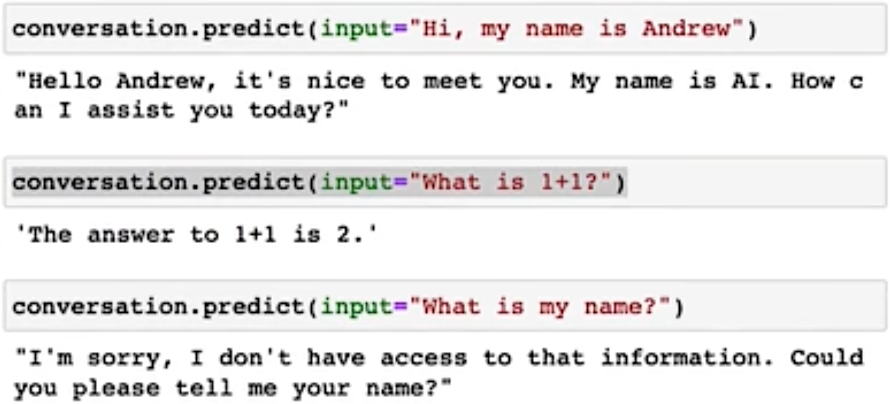 conversation.predict(input="Hi, my name is Andrew")
"Hello Andrew, it's nice to meet you. My name is AI. How c
an I assist you today?"
conversation.predict(input="What is 1+1?")
'The answer to 1+1 is 2.'
conversation.predict(input="What is my name?")
"I'm sorry, I don't have access to that information. Could
you please tell me your name?"